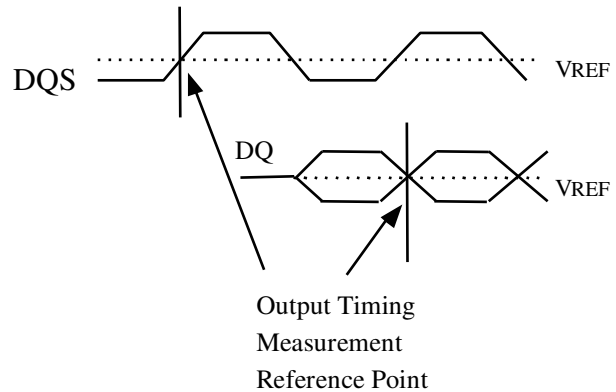 DQS
VREF
DQ
VREF
Output Timing
Measurement
Reference Point